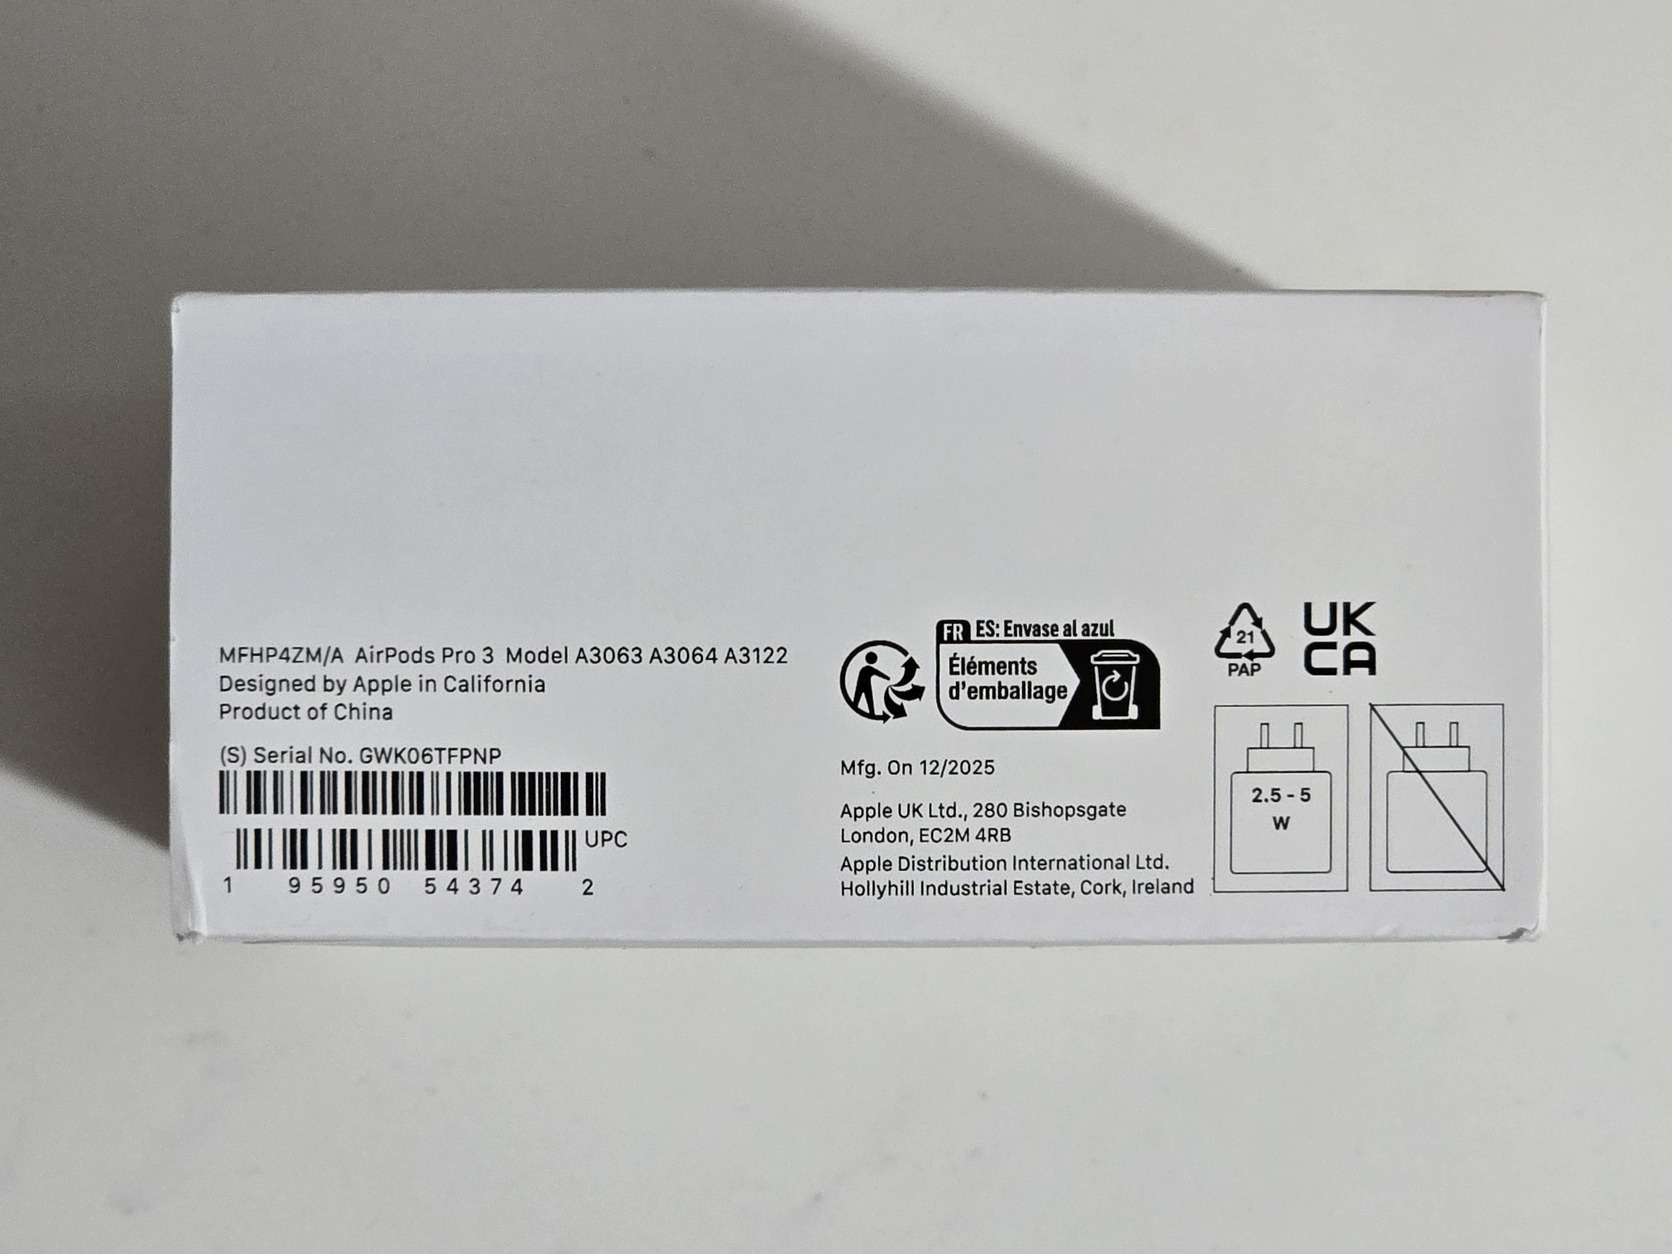 MFHP4ZM/A AirPods Pro 3 Model A3063 A3064 A3122
Designed by Apple in California
Product of China
(S) Serial No. GWK06TFPNP
UPC
1 95950 54374 2
FR ES: Envase al azul
Éléments
d'emballage
Mfg. On 12/2025
Apple UK Ltd., 280 Bishopsgate
London, EC2M 4RB
Apple Distribution International Ltd.
Hollyhill Industrial Estate, Cork, Ireland
21
PAP
UK
CA
2.5 - 5
W